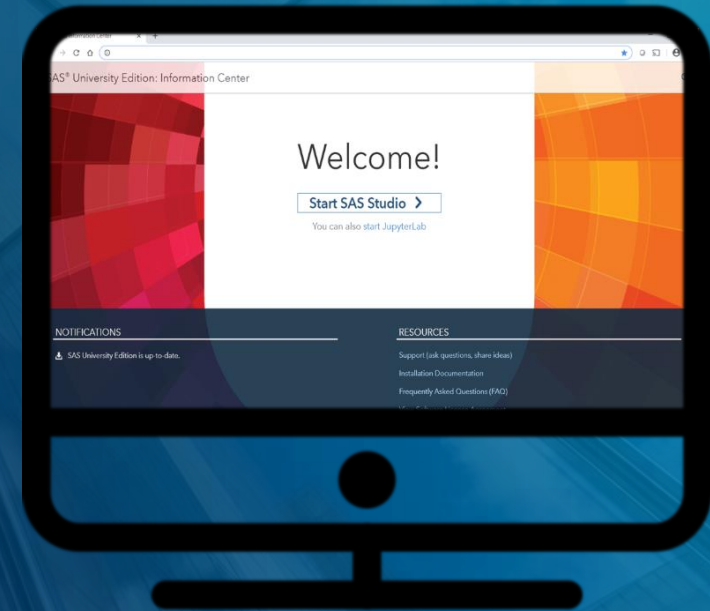 SAS® University Edition: Information Center
Welcome!
Start SAS Studio >
You can also start JupyterLab
NOTIFICATIONS
SAS University Edition is up-to-date.
RESOURCES
Support (ask questions, share ideas)
Installation Documentation
Frequently Asked Questions (FAQ)